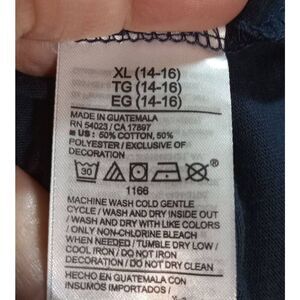 XL (14-16)
TG (14-16)
EG (14-16)
MADE IN GUATEMALA
RN 54023 / CA 17897
■ US: 50% COTTON, 50%
POLYESTER / EXCLUSIVE OF
DECORATION
30
1166
MACHINE WASH COLD GENTLE
CYCLE / WASH AND DRY INSIDE OUT
/ WASH AND DRY WITH LIKE COLORS
/ ONLY NON-CHLORINE BLEACH
WHEN NEEDED / TUMBLE DRY LOW /
COOL IRON / DO NOT IRON
DECORATION / DO NOT DRY CLEAN
HECHO EN GUATEMALA CON
INSUMOS IMPORTADOS /